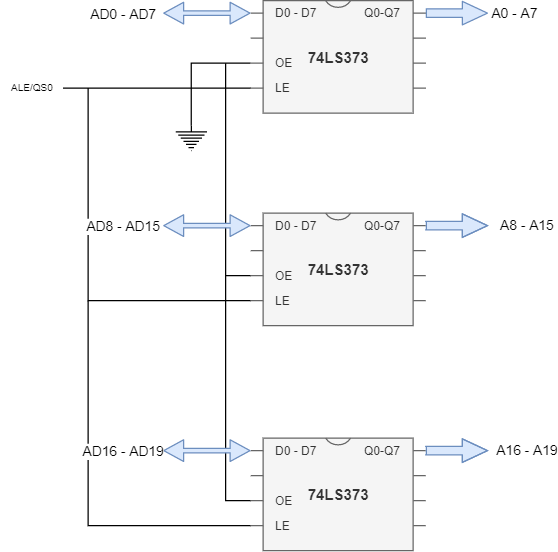 AD0 - AD7 D0 - D7 Q0-Q7 A0 - A7
OE 74LS373
ALE/QS0 LE
AD8 - AD15 D0 - D7 Q0-Q7 A8 - A15
OE 74LS373
LE
AD16 - AD19 D0 - D7 Q0-Q7 A16 - A19
OE 74LS373
LE